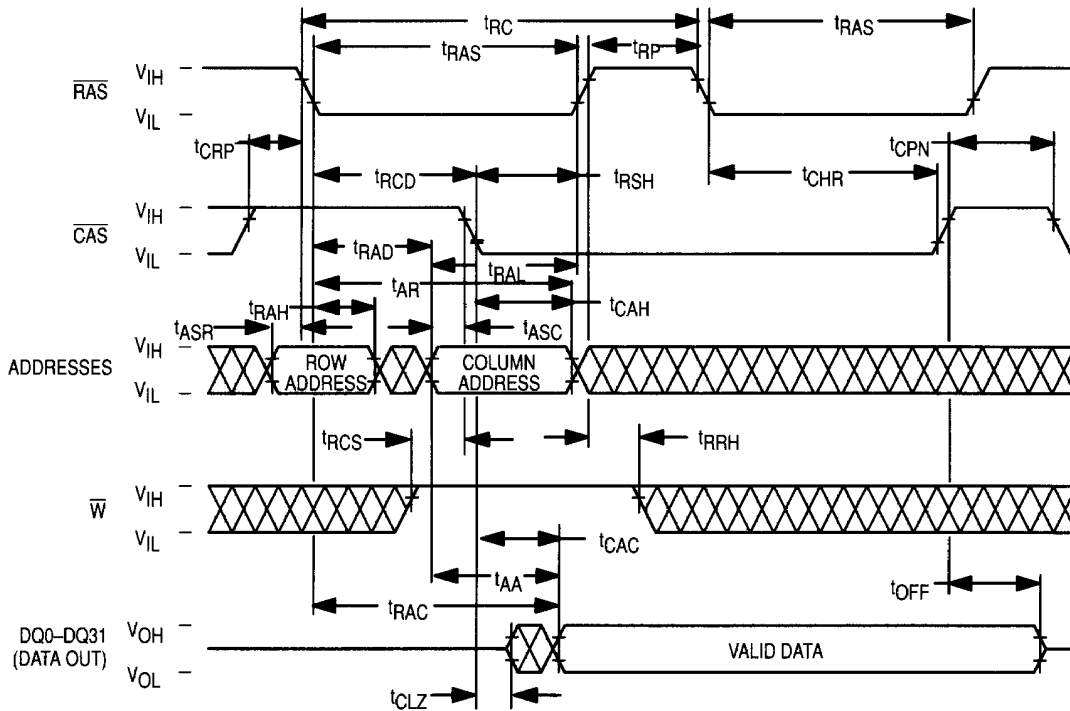 tRC
tRAS
tRP
tRAS
RAS
VIH
VIL
tCRP
tRCD
tRSH
tCHR
tCPN
CAS
VIH
VIL
tRAD
tRAL
tAR
tRAH
tCAH
tASR
tASC
ADDRESSES
VIH
VIL
ROW
ADDRESS
COLUMN
ADDRESS
tRCS
tRRH
W
VIH
VIL
tCAC
tAA
tRAC
tOFF
DQ0–DQ31
(DATA OUT)
VOH
VOL
VALID DATA
tCLZ